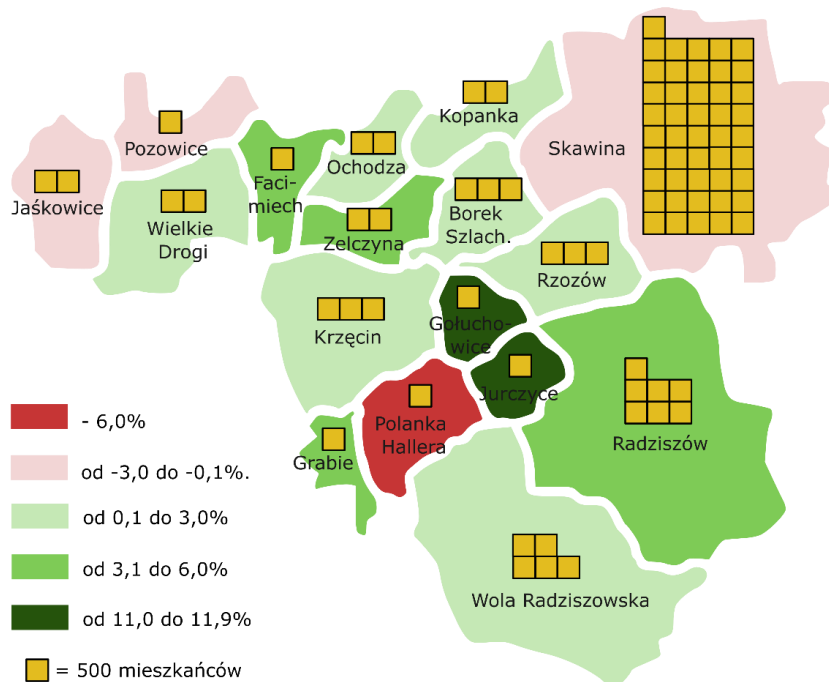 Kopanka
Skawina
Pozowice
Ochodza
Jaśkowice
Faci-
miech
Wielkie
Drogi
Zelczyna
Borek
Szlach.
Rzozów
Krzęcin
Gołucho-
wice
Jurczyce
Polanka
Hallera
Radziszów
Grabie
Wola Radziszowska
- 6,0%
od -3,0 do -0,1%.
od 0,1 do 3,0%
od 3,1 do 6,0%
od 11,0 do 11,9%
= 500 mieszkańców